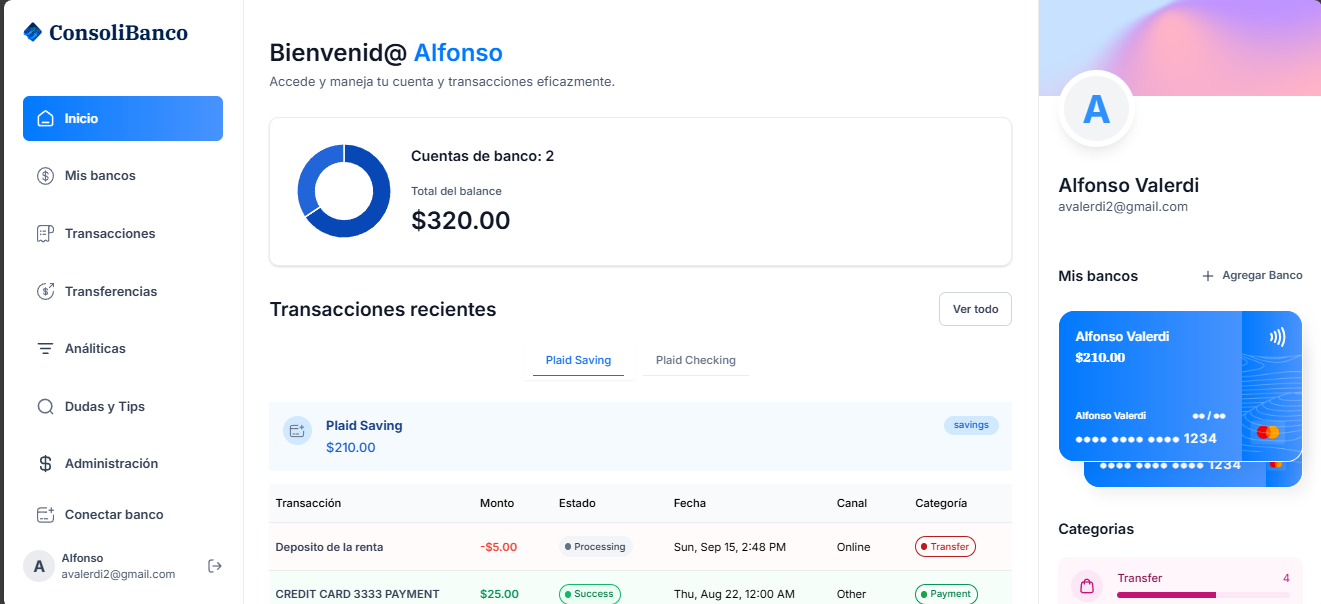 ConsoliBanco
Inicio
Mis bancos
Transacciones
Transferencias
Análiticas
Dudas y Tips
Administración
Conectar banco
A
Alfonso
avalerdi2@gmail.com
Bienvenid@ Alfonso
Accede y maneja tu cuenta y transacciones eficazmente.
Cuentas de banco: 2
Total del balance
$320.00
Transacciones recientes
Ver todo
Plaid Saving Plaid Checking
Plaid Saving
$210.00
savings
Transacción Monto Estado Fecha Canal Categoría
Deposito de la renta -$5.00 Processing Sun, Sep 15, 2:48 PM Online Transfer
CREDIT CARD 3333 PAYMENT $25.00 Success Thu, Aug 22, 12:00 AM Other Payment
A
Alfonso Valerdi
avalerdi2@gmail.com
Mis bancos
Agregar Banco
Alfonso Valerdi
$210.00
Alfonso Valerdi ●● / ●●
●●●● ●●●● ●●●● 1234
●●●● ●●●● ●●●● 1234
Categorias
Transfer 4